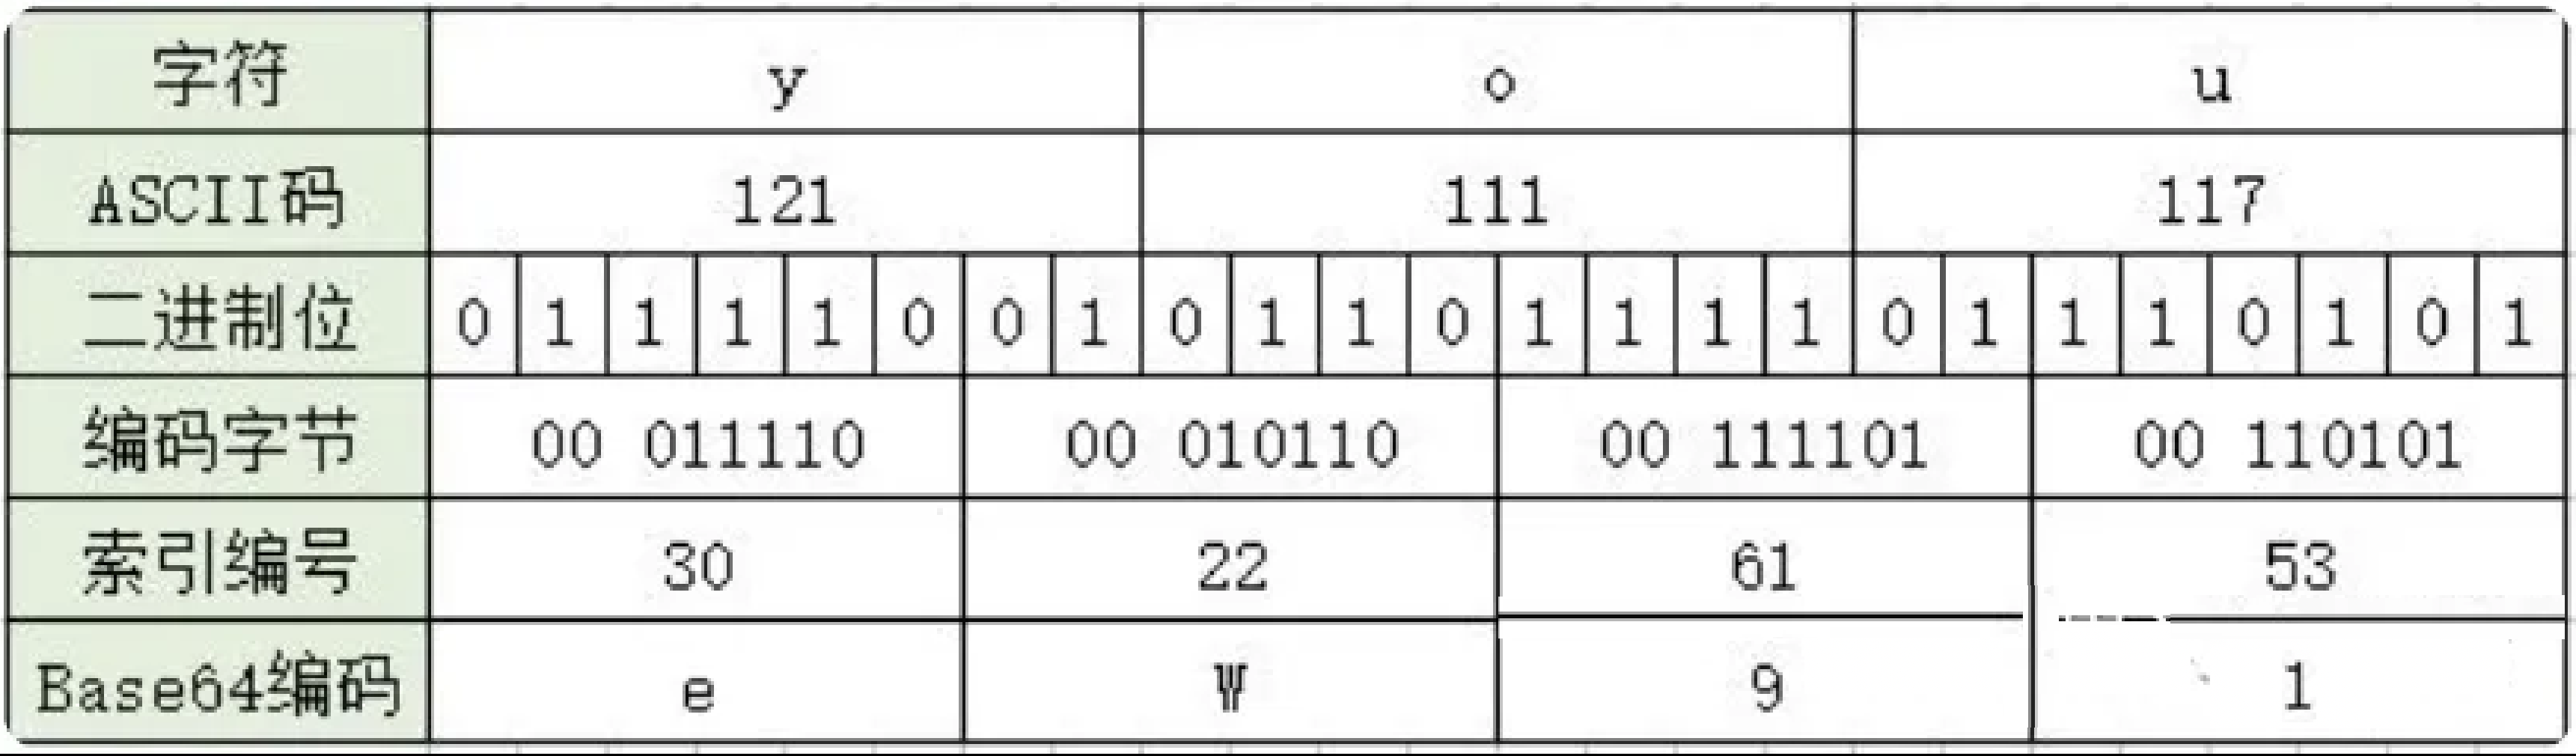 字符 y o u
ASCII码 121 111 117
二进制位 0 1 1 1 1 0 0 1 0 1 1 0 1 1 1 1 0 1 1 1 0 1 0 1
编码字节 00 011110 00 010110 00 111101 00 110101
索引编号 30 22 61 53
Base64编码 e W 9 1